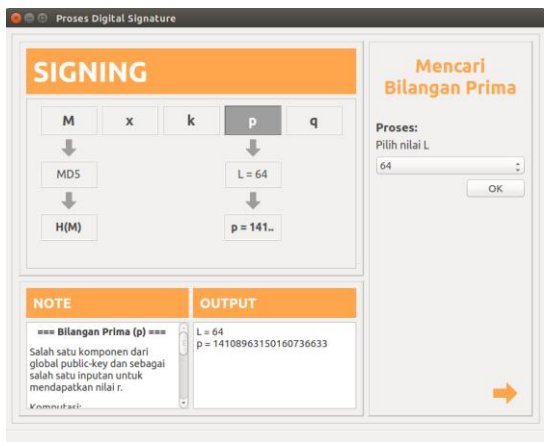 Proses Digital Signature
SIGNING
M x k p q
MD5 L = 64
H(M) p = 141..
Mencari
Bilangan Prima
Proses:
Pilih nilai L
64
OK
NOTE
=== Bilangan Prima (p) ===
Salah satu komponen dari
global public-key dan sebagai
salah satu inputan untuk
mendapatkan nilai r.
Komputasi:
OUTPUT
L = 64
p = 14108963150160736633